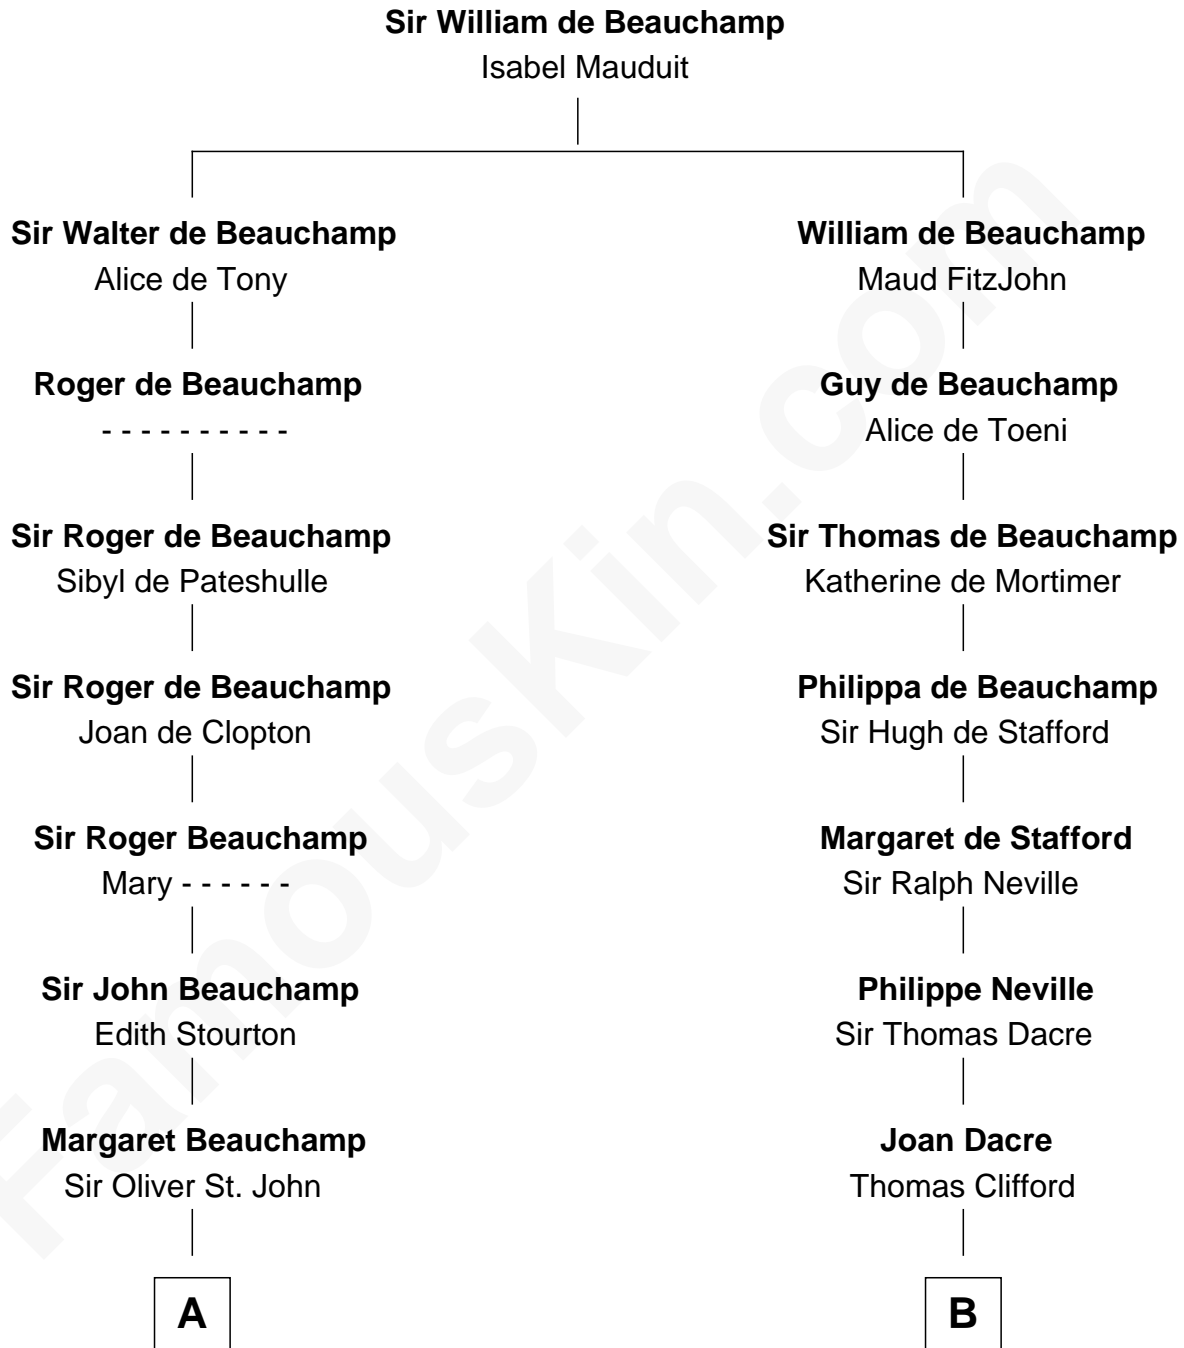 Sir William de Beauchamp
Isabel Mauduit
Sir Walter de Beauchamp
Alice de Tony
William de Beauchamp
Maud FitzJohn
Roger de Beauchamp
- - - - - - - - - -
Guy de Beauchamp
Alice de Toeni
Sir Roger de Beauchamp
Sibyl de Pateshulle
Sir Thomas de Beauchamp
Katherine de Mortimer
Sir Roger de Beauchamp
Joan de Clopton
Philippa de Beauchamp
Sir Hugh de Stafford
Sir Roger Beauchamp
Mary - - - - - -
Margaret de Stafford
Sir Ralph Neville
Sir John Beauchamp
Edith Stourton
Philippe Neville
Sir Thomas Dacre
Margaret Beauchamp
Sir Oliver St. John
Joan Dacre
Thomas Clifford
A
B
FamousKin.com